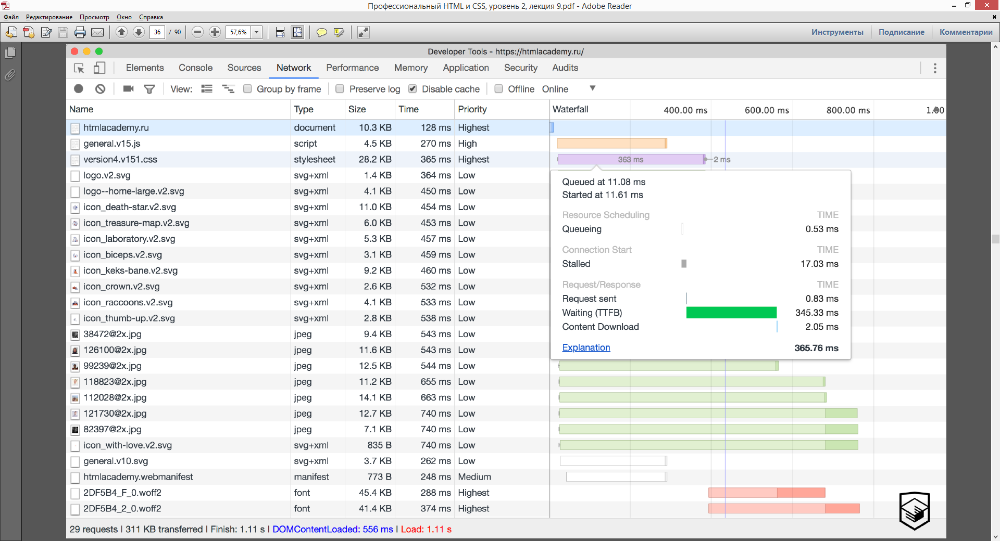 Профессиональный HTML и CSS, уровень 2, лекция 9.pdf - Adobe Reader
Файл Редактирование Просмотр Окно Справка
36 / 90 57,6% Инструменты Подписание Комментарии
Developer Tools - https://htmlacademy.ru/
Elements Console Sources Network Performance Memory Application Security Audits
View: Group by frame Preserve log Disable cache Offline Online
Name Type Size Time Priority Waterfall 400.00 ms 600.00 ms 800.00 ms
htmlacademy.ru document 10.3 KB 128 ms Highest
general.v15.js script 4.5 KB 270 ms High
version4.v151.css stylesheet 28.2 KB 365 ms Highest 363 ms 2 ms
logo.v2.svg svg+xml 1.4 KB 364 ms Low
logo--home-large.v2.svg svg+xml 4.1 KB 450 ms Low
icon_death-star.v2.svg svg+xml 11.0 KB 454 ms Low
icon_treasure-map.v2.svg svg+xml 6.0 KB 453 ms Low
icon_laboratory.v2.svg svg+xml 5.3 KB 457 ms Low
icon_biceps.v2.svg svg+xml 3.1 KB 459 ms Low
icon_keks-bane.v2.svg svg+xml 9.2 KB 460 ms Low
icon_crown.v2.svg svg+xml 2.6 KB 532 ms Low
icon_raccoons.v2.svg svg+xml 4.1 KB 533 ms Low
icon_thumb-up.v2.svg svg+xml 2.8 KB 538 ms Low
38472@2x.jpg jpeg 9.4 KB 543 ms Low
126100@2x.jpg jpeg 11.6 KB 543 ms Low
99239@2x.jpg jpeg 12.5 KB 544 ms Low
118823@2x.jpg jpeg 11.2 KB 655 ms Low
112028@2x.jpg jpeg 14.1 KB 663 ms Low
121730@2x.jpg jpeg 12.7 KB 740 ms Low
82397@2x.jpg jpeg 7.1 KB 740 ms Low
icon_with-love.v2.svg svg+xml 835 B 740 ms Low
general.v10.svg svg+xml 3.7 KB 262 ms Low
htmlacademy.webmanifest manifest 773 B 248 ms Medium
2DF5B4_F_0.woff2 font 45.4 KB 288 ms Highest
2DF5B4_2_0.woff2 font 41.4 KB 374 ms Highest
Queued at 11.08 ms
Started at 11.61 ms
Resource Scheduling TIME
Queueing 0.53 ms
Connection Start TIME
Stalled 17.03 ms
Request/Response TIME
Request sent 0.83 ms
Waiting (TTFB) 345.33 ms
Content Download 2.05 ms
Explanation 365.76 ms
29 requests | 311 KB transferred | Finish: 1.11 s | DOMContentLoaded: 556 ms | Load: 1.11 s